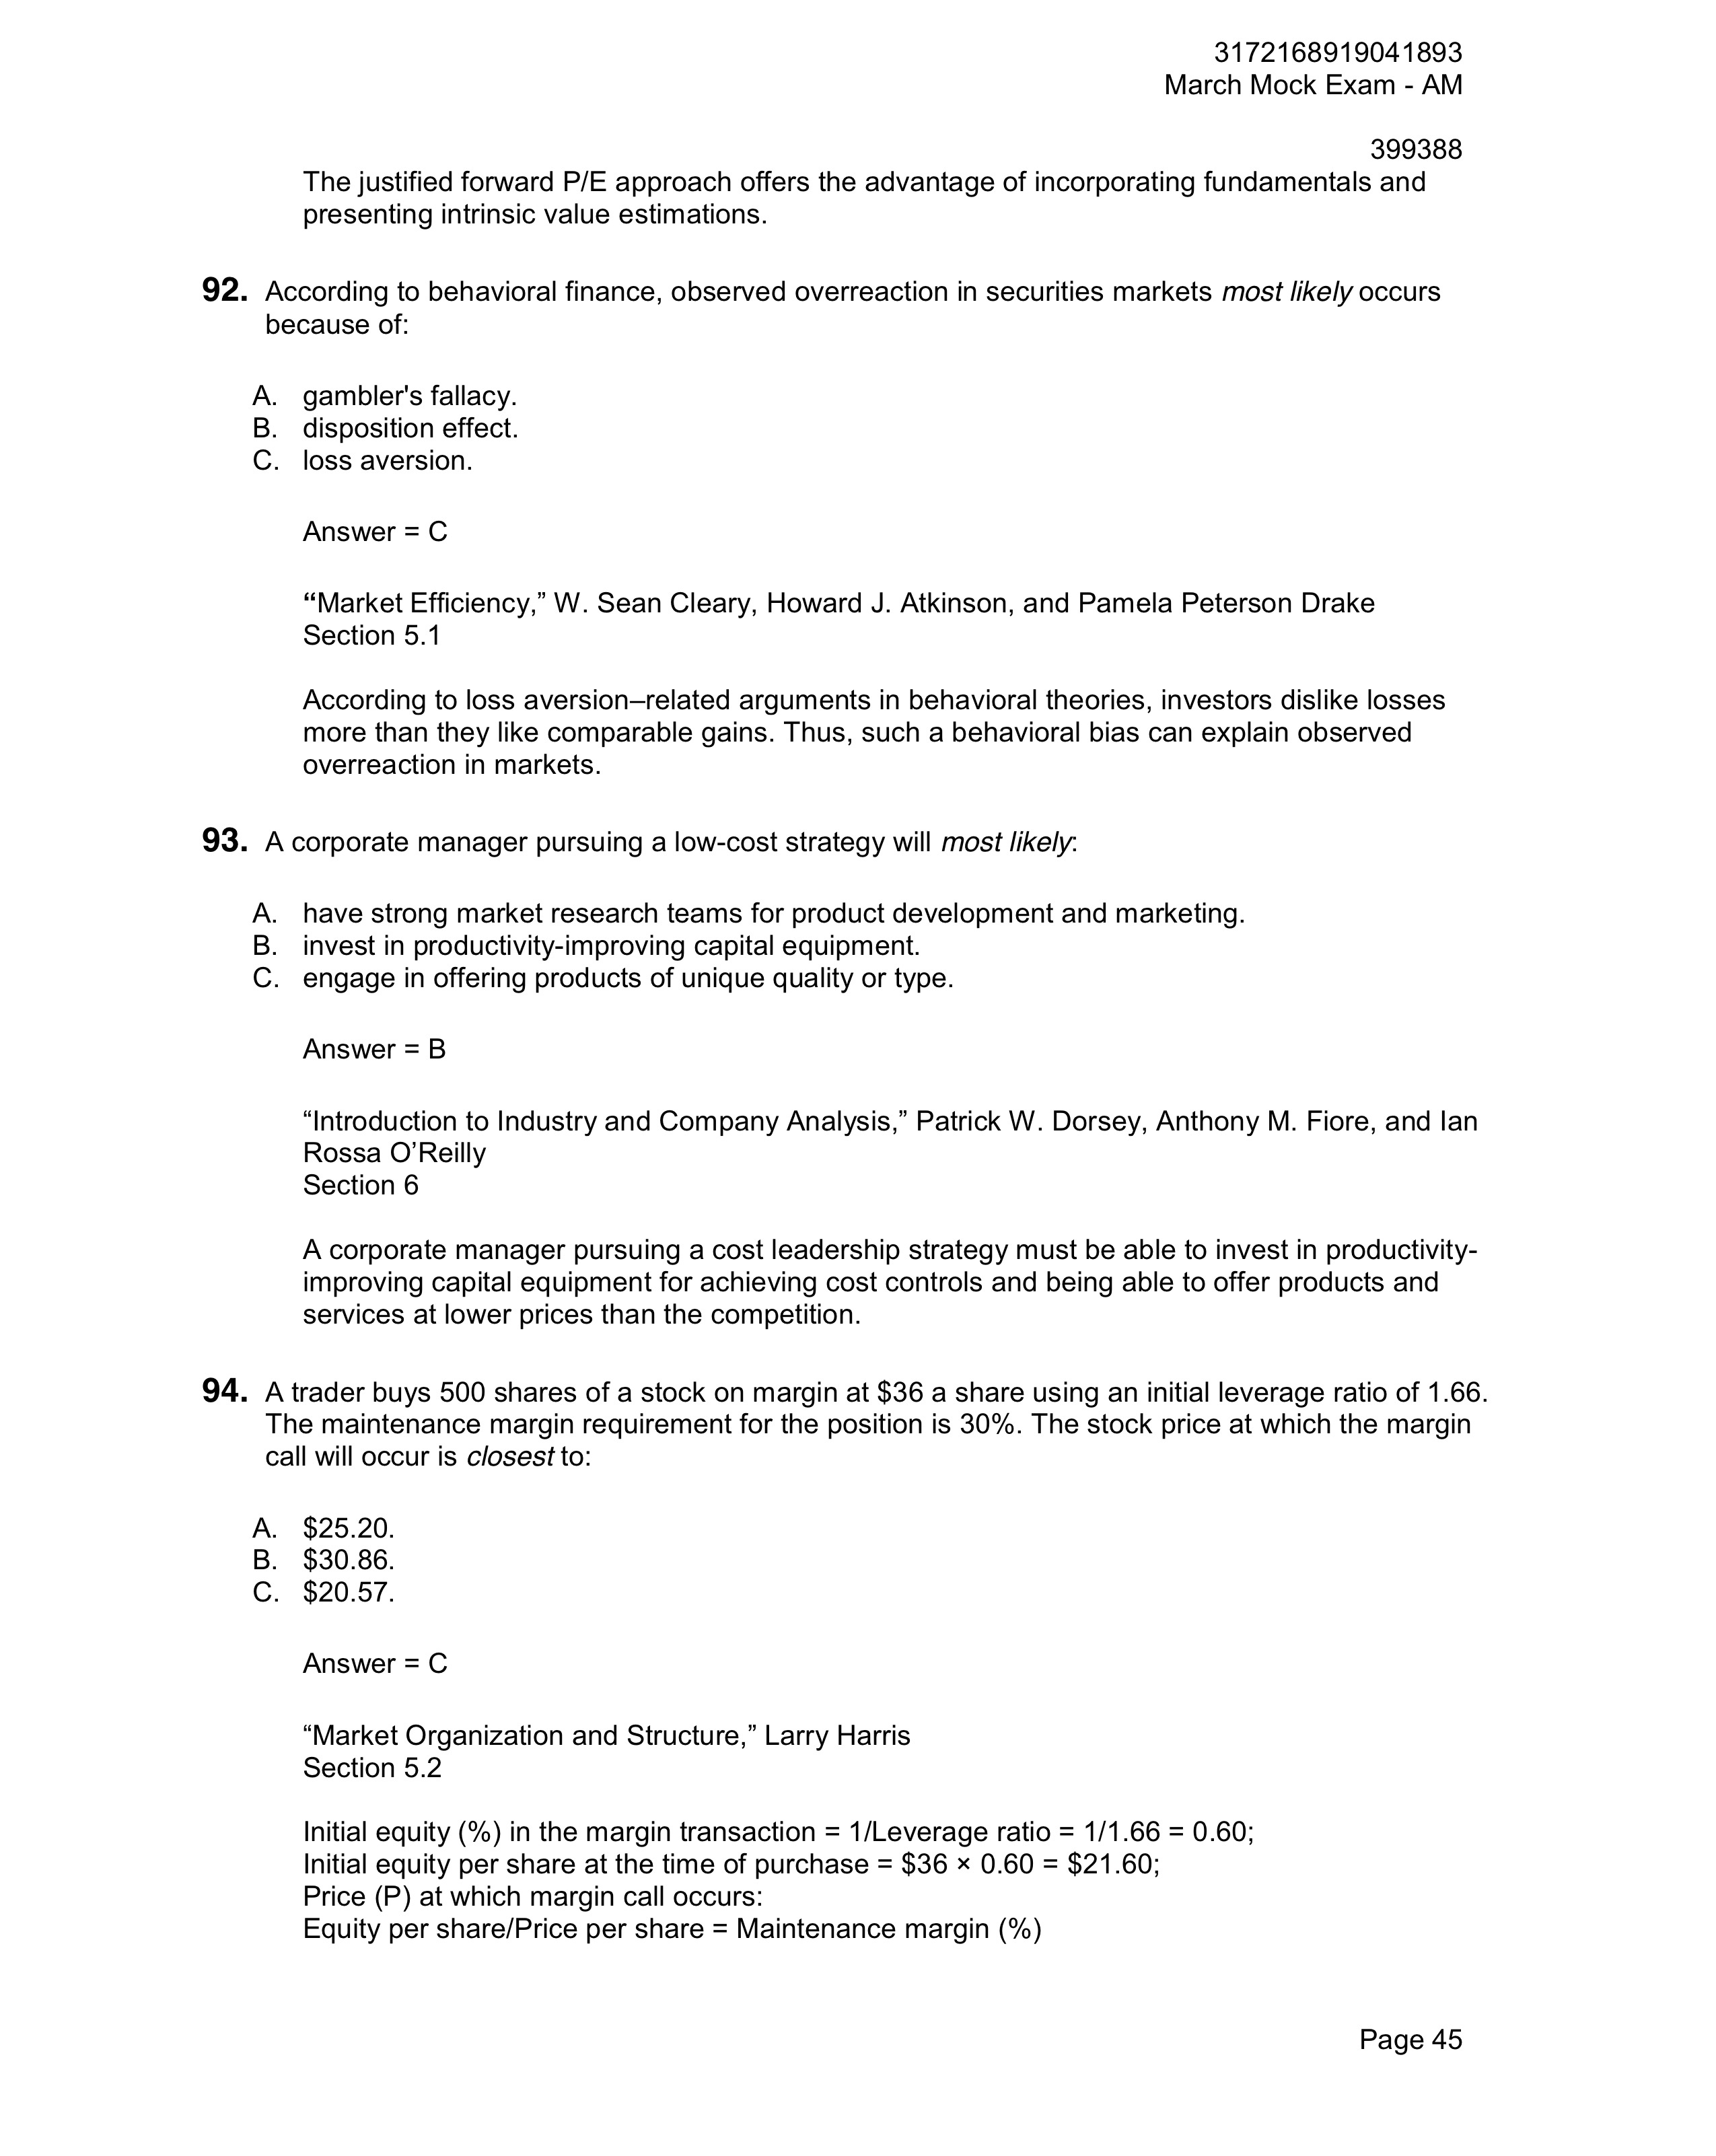 3172168919041893
March Mock Exam - AM
399388
The justified forward P/E approach offers the advantage of incorporating fundamentals and
presenting intrinsic value estimations.
92. According to behavioral finance, observed overreaction in securities markets most likely occurs
because of:
A. gambler's fallacy.
B. disposition effect.
C. loss aversion.
Answer = C
“Market Efficiency,” W. Sean Cleary, Howard J. Atkinson, and Pamela Peterson Drake
Section 5.1
According to loss aversion–related arguments in behavioral theories, investors dislike losses
more than they like comparable gains. Thus, such a behavioral bias can explain observed
overreaction in markets.
93. A corporate manager pursuing a low-cost strategy will most likely:
A. have strong market research teams for product development and marketing.
B. invest in productivity-improving capital equipment.
C. engage in offering products of unique quality or type.
Answer = B
“Introduction to Industry and Company Analysis,” Patrick W. Dorsey, Anthony M. Fiore, and Ian
Rossa O’Reilly
Section 6
A corporate manager pursuing a cost leadership strategy must be able to invest in productivity-
improving capital equipment for achieving cost controls and being able to offer products and
services at lower prices than the competition.
94. A trader buys 500 shares of a stock on margin at $36 a share using an initial leverage ratio of 1.66.
The maintenance margin requirement for the position is 30%. The stock price at which the margin
call will occur is closest to:
A. $25.20.
B. $30.86.
C. $20.57.
Answer = C
“Market Organization and Structure,” Larry Harris
Section 5.2
Initial equity (%) in the margin transaction = 1/Leverage ratio = 1/1.66 = 0.60;
Initial equity per share at the time of purchase = $36 × 0.60 = $21.60;
Price (P) at which margin call occurs:
Equity per share/Price per share = Maintenance margin (%)
Page 45